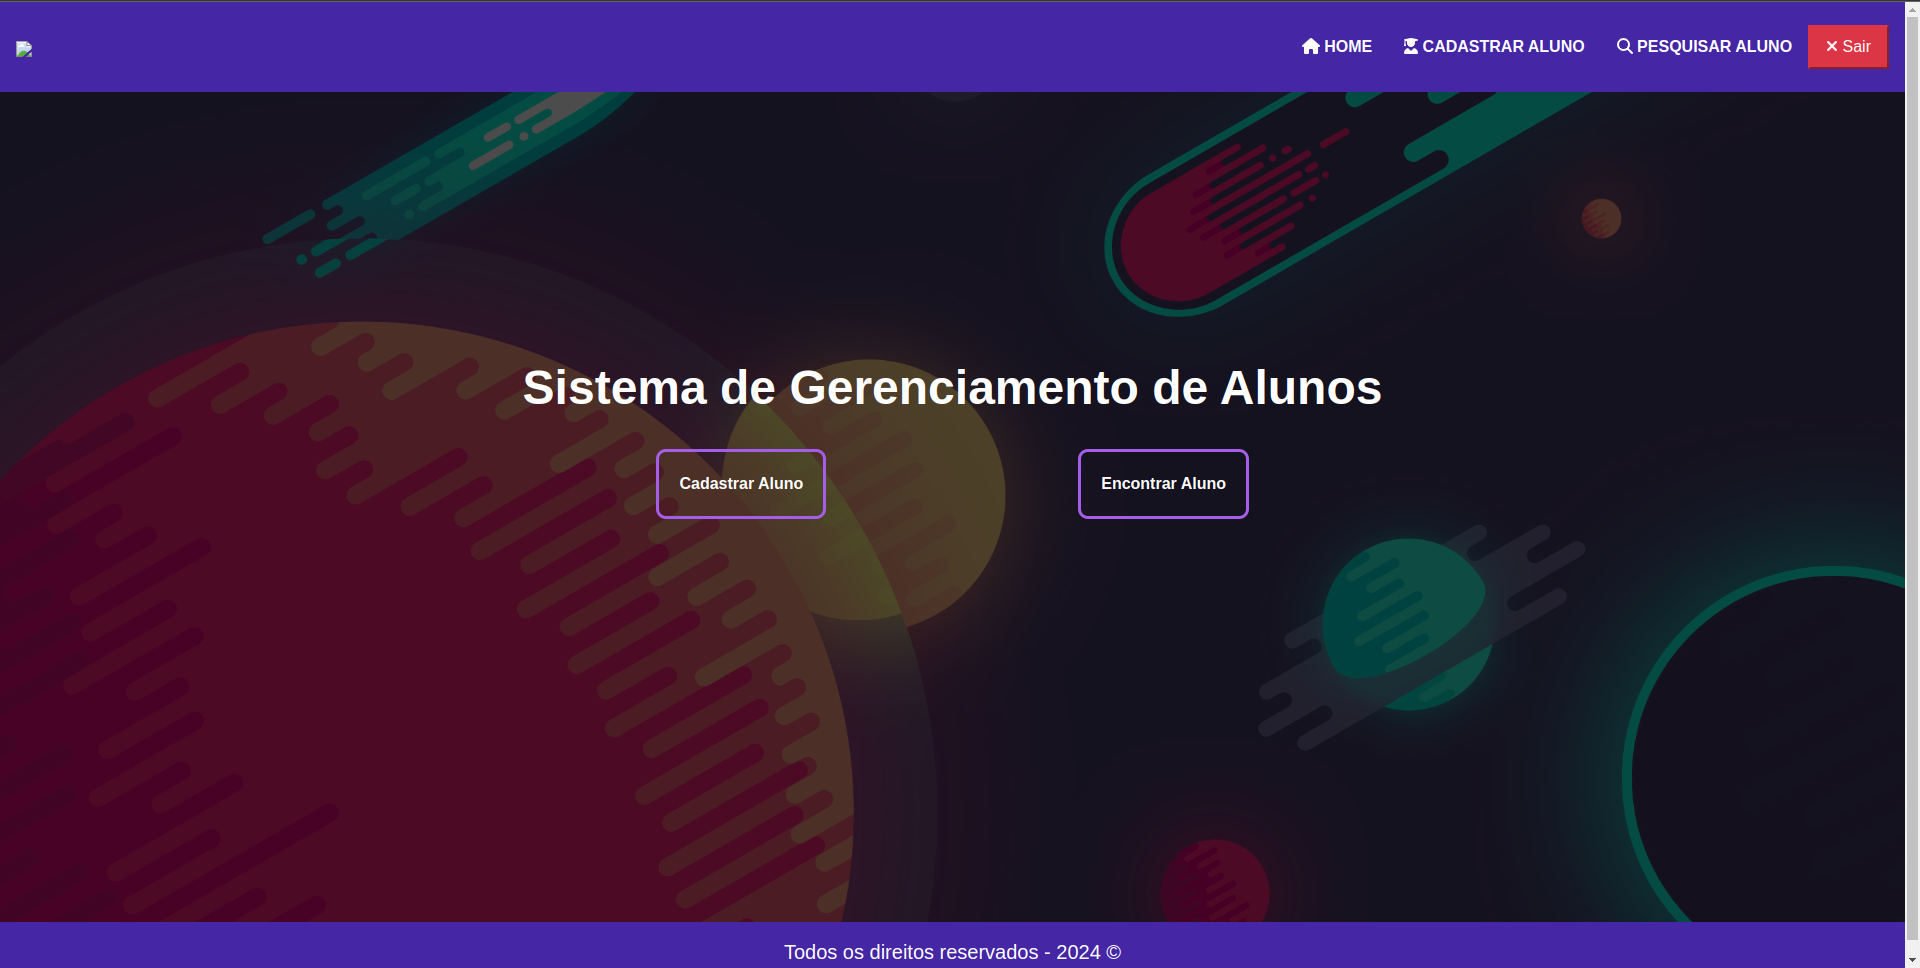 HOME
CADASTRAR ALUNO
PESQUISAR ALUNO
Sair
Sistema de Gerenciamento de Alunos
Cadastrar Aluno
Encontrar Aluno
Todos os direitos reservados - 2024 ©